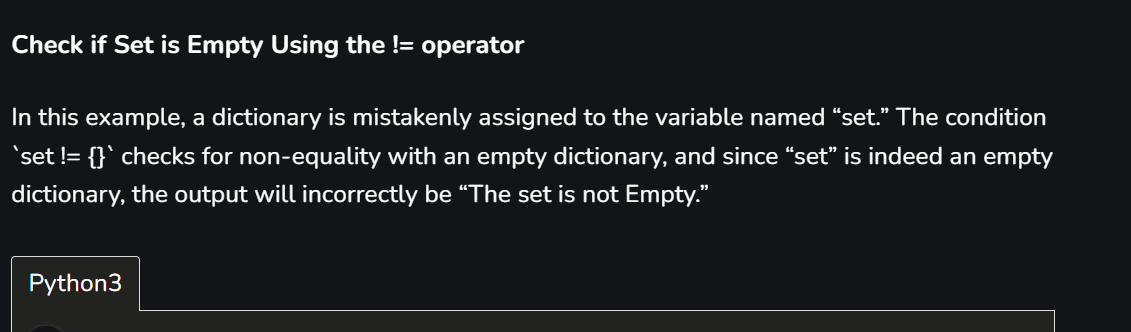 Check if Set is Empty Using the != operator
In this example, a dictionary is mistakenly assigned to the variable named “set.” The condition
`set != {}` checks for non-equality with an empty dictionary, and since “set” is indeed an empty
dictionary, the output will incorrectly be “The set is not Empty.”
Python3